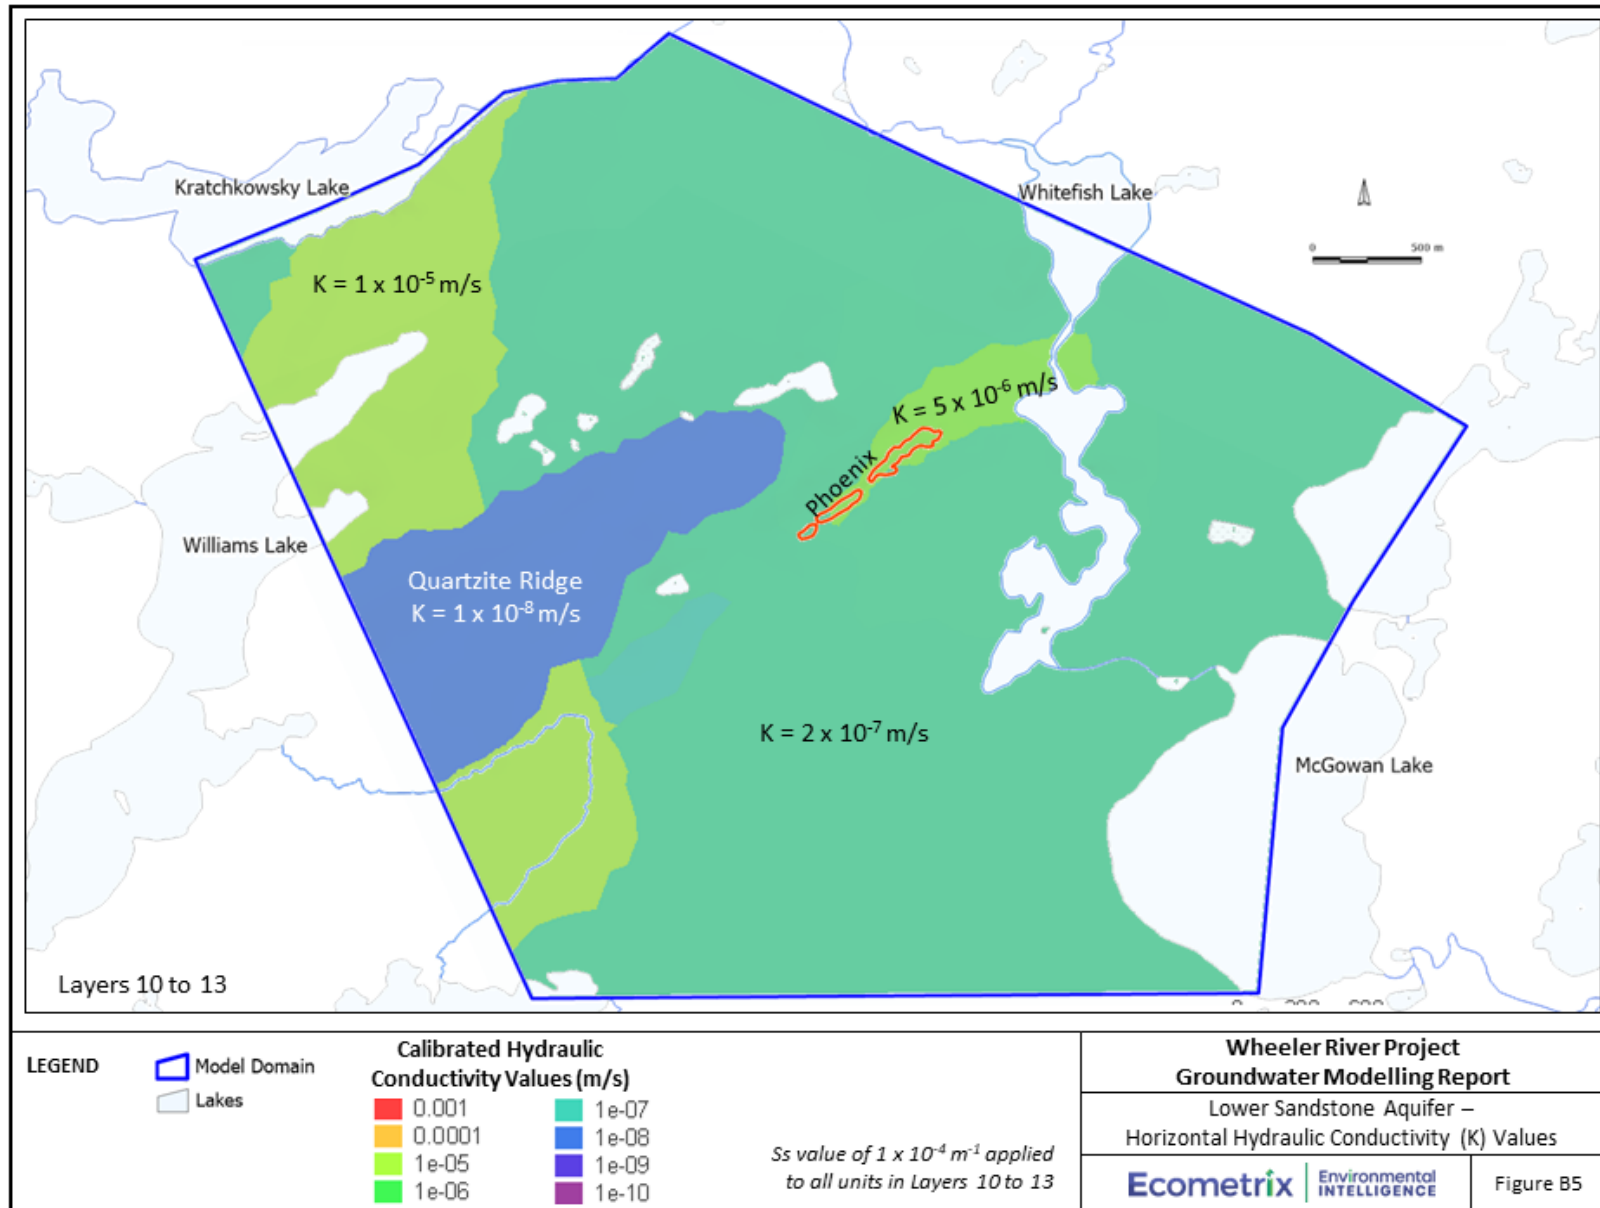 Kratchkowsky Lake
Whitefish Lake
0 500 m
K = 1 x 10⁻⁵ m/s
K = 5 x 10⁻⁶ m/s
Phoenix
Williams Lake
Quartzite Ridge
K = 1 x 10⁻⁸ m/s
K = 2 x 10⁻⁷ m/s
McGowan Lake
Layers 10 to 13
LEGEND
Model Domain
Lakes
Calibrated Hydraulic
Conductivity Values (m/s)
0.001
0.0001
1e-05
1e-06
1e-07
1e-08
1e-09
1e-10
Ss value of 1 x 10⁻⁴ m⁻¹ applied
to all units in Layers 10 to 13
Wheeler River Project
Groundwater Modelling Report
Lower Sandstone Aquifer –
Horizontal Hydraulic Conductivity (K) Values
Ecometrix
Environmental
INTELLIGENCE
Figure B5